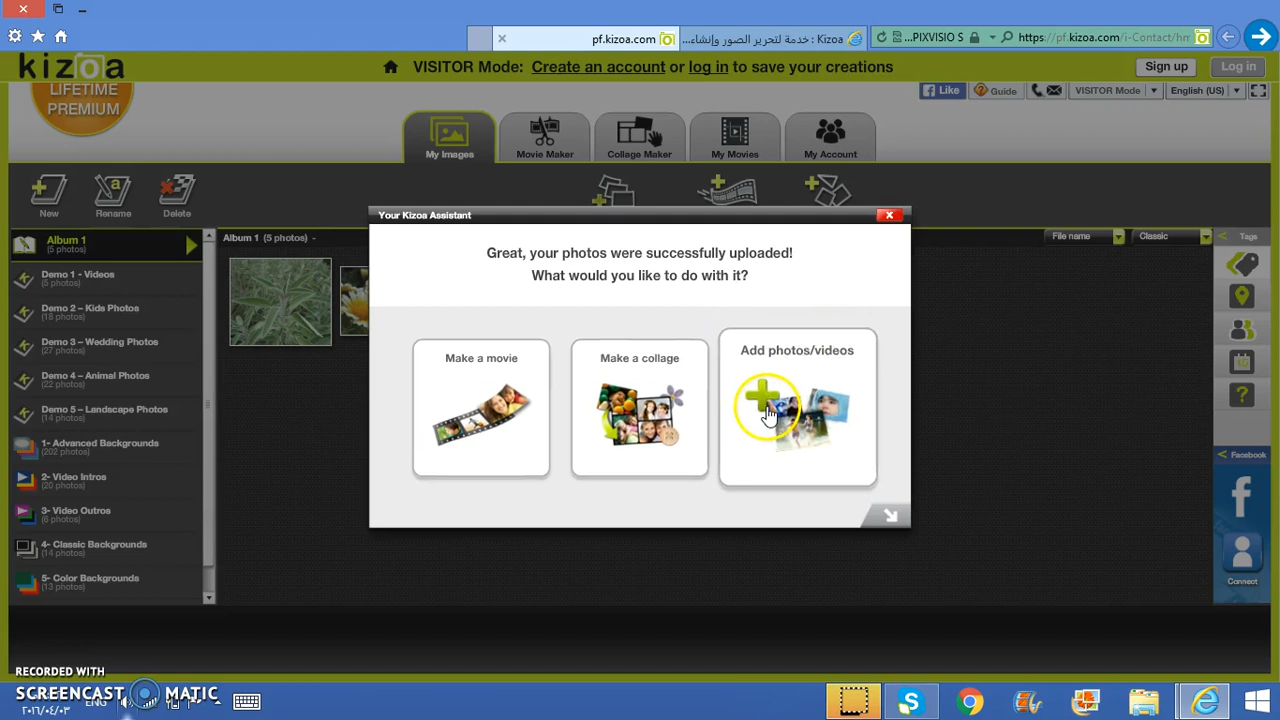 pf.kizoa.com
Kizoa : خدمة لتحرير الصور وإنشاء...
PIXVISIO S...
https://pf.kizoa.com/i-Contact/hm
kizoa
VISITOR Mode: Create an account or log in to save your creations
Sign up
Log in
LIFETIME
PREMIUM
Like
Guide
VISITOR Mode
English (US)
My Images
Movie Maker
Collage Maker
My Movies
My Account
New
Rename
Delete
Your Kizoa Assistant
Great, your photos were successfully uploaded!
What would you like to do with it?
Make a movie
Make a collage
Add photos/videos
Album 1
(5 photos)
Demo 1 - Videos
(5 photos)
Demo 2 – Kids Photos
(18 photos)
Demo 3 – Wedding Photos
(27 photos)
Demo 4 – Animal Photos
(26 photos)
Demo 5 – Landscape Photos
(13 photos)
1- Advanced Backgrounds
(202 photos)
2- Video Intros
(20 photos)
3- Video Outros
(6 photos)
4- Classic Backgrounds
(14 photos)
5- Color Backgrounds
(13 photos)
Album 1 (5 photos) -
File name
Classic
Tags
Facebook
Connect
RECORDED WITH
SCREENCAST MATIC
ENG